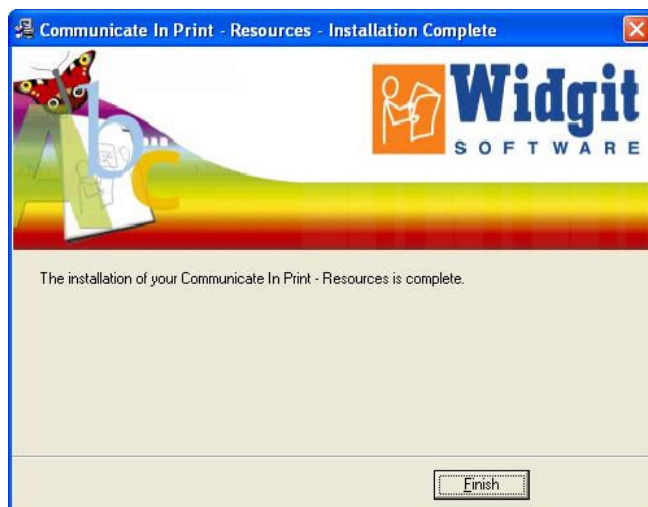 Communicate In Print - Resources - Installation Complete
Abc
Widgit
SOFTWARE
The installation of your Communicate In Print - Resources is complete.
Finish